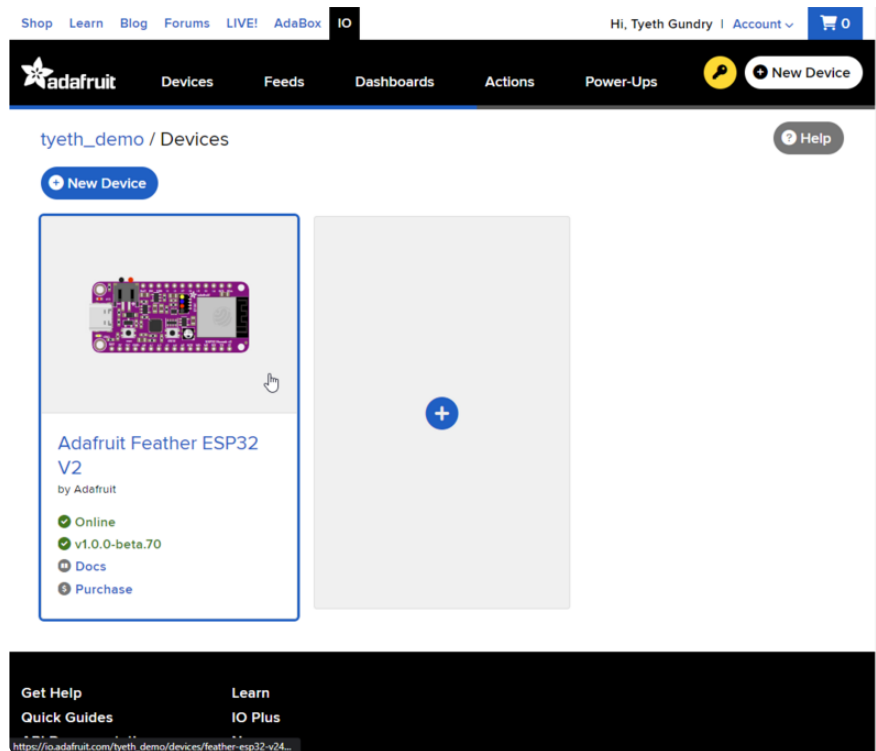 Shop Learn Blog Forums LIVE! AdaBox IO Hi, Tyeth Gundry | Account 0
adafruit Devices Feeds Dashboards Actions Power-Ups New Device
tyeth_demo / Devices Help
New Device
Adafruit Feather ESP32
V2
by Adafruit
Online
v1.0.0-beta.70
Docs
Purchase
Get Help Learn
Quick Guides IO Plus
https://io.adafruit.com/tyeth_demo/devices/feather-esp32-v24...